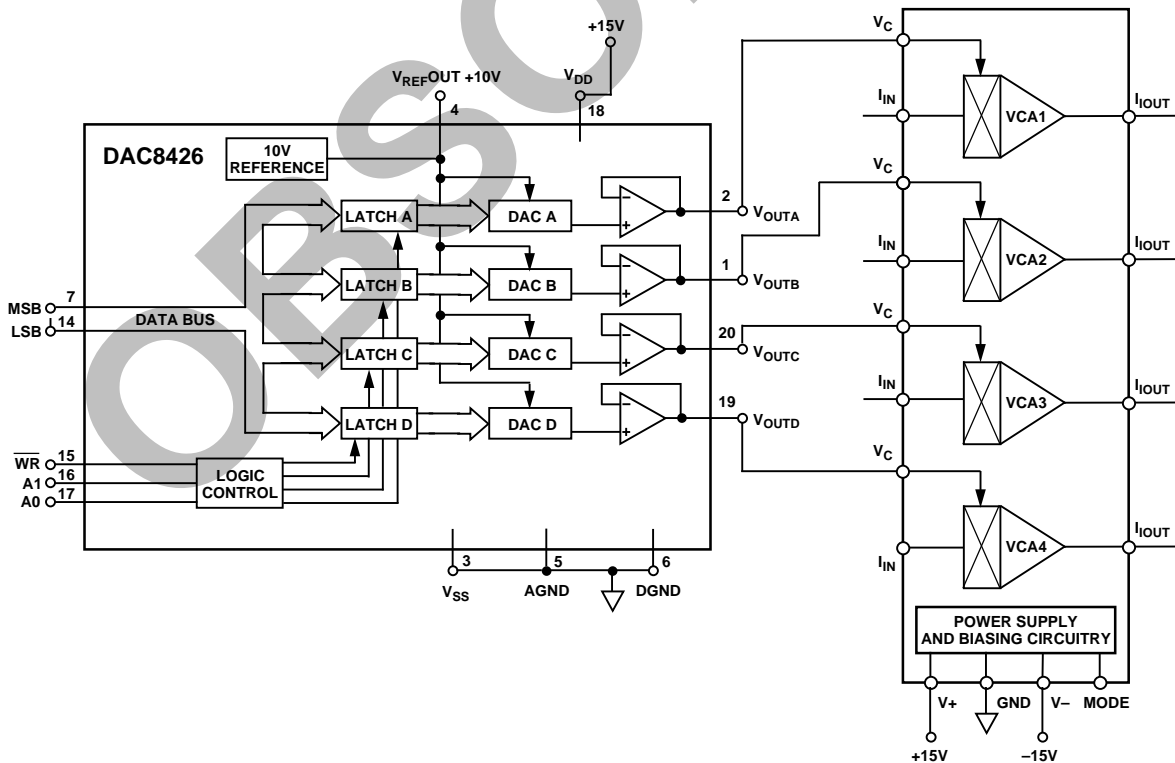 OBSO
+15V
VREFOUT +10V
4
VDD
18
DAC8426
10V
REFERENCE
LATCH A
DAC A
–
+
2
VOUTA
LATCH B
DAC B
–
+
1
VOUTB
MSB
7
LSB
14
DATA BUS
LATCH C
DAC C
–
+
20
VOUTC
LATCH D
DAC D
–
+
19
VOUTD
WR
15
A1
16
A0
17
LOGIC
CONTROL
3
VSS
5
AGND
6
DGND
VC
IIN
VCA1
IIOUT
VC
IIN
VCA2
IIOUT
VC
IIN
VCA3
IIOUT
VC
IIN
VCA4
IIOUT
POWER SUPPLY
AND BIASING CIRCUITRY
V+
GND
V–
MODE
+15V
–15V